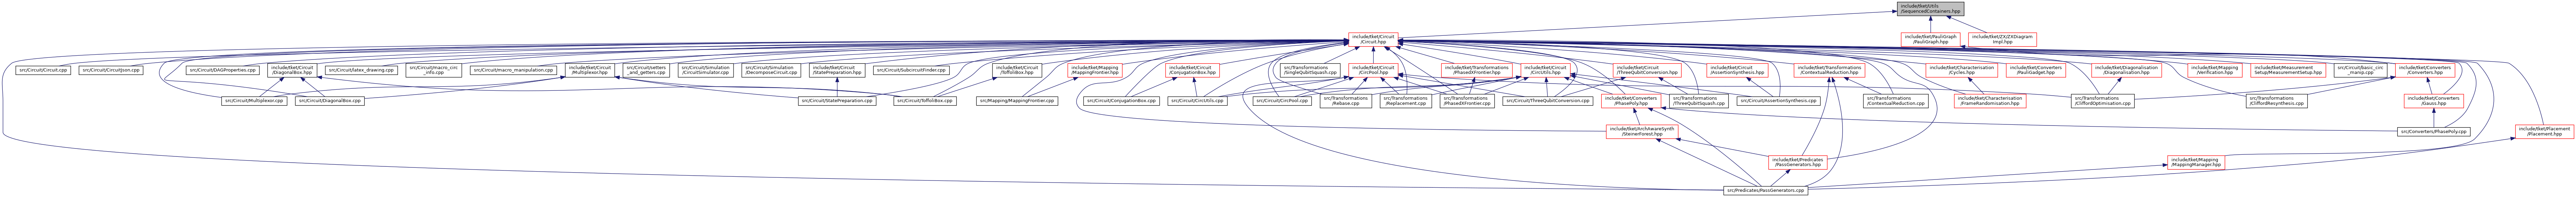 include/tket/Utils
/SequencedContainers.hpp
include/tket/Circuit
/Circuit.hpp
include/tket/PauliGraph
/PauliGraph.hpp
include/tket/ZX/ZXDiagram
Impl.hpp
src/Circuit/Circuit.cpp
src/Circuit/CircuitJson.cpp
src/Circuit/DAGProperties.cpp
include/tket/Circuit
/DiagonalBox.hpp
src/Circuit/latex_drawing.cpp
src/Circuit/macro_circ
_info.cpp
src/Circuit/macro_manipulation.cpp
include/tket/Circuit
/Multiplexor.hpp
src/Circuit/setters
_and_getters.cpp
src/Circuit/Simulation
/CircuitSimulator.cpp
src/Circuit/Simulation
/DecomposeCircuit.cpp
include/tket/Circuit
/StatePreparation.hpp
src/Circuit/SubcircuitFinder.cpp
include/tket/Circuit
/ToffoliBox.hpp
include/tket/Mapping
/MappingFrontier.hpp
include/tket/Circuit
/ConjugationBox.hpp
src/Transformations
/SingleQubitSquash.cpp
include/tket/Circuit
/CircPool.hpp
include/tket/Transformations
/PhasedXFrontier.hpp
include/tket/Circuit
/CircUtils.hpp
include/tket/Circuit
/ThreeQubitConversion.hpp
include/tket/Circuit
/AssertionSynthesis.hpp
include/tket/Transformations
/ContextualReduction.hpp
include/tket/Characterisation
/Cycles.hpp
include/tket/Converters
/PauliGadget.hpp
include/tket/Diagonalisation
/Diagonalisation.hpp
include/tket/Mapping
/Verification.hpp
include/tket/Measurement
Setup/MeasurementSetup.hpp
src/Circuit/basic_circ
_manip.cpp
include/tket/Converters
/Converters.hpp
src/Circuit/Multiplexor.cpp
src/Circuit/DiagonalBox.cpp
src/Circuit/StatePreparation.cpp
src/Circuit/ToffoliBox.cpp
src/Mapping/MappingFrontier.cpp
src/Circuit/ConjugationBox.cpp
src/Circuit/CircUtils.cpp
src/Circuit/CircPool.cpp
src/Transformations
/Rebase.cpp
src/Transformations
/Replacement.cpp
src/Transformations
/PhasedXFrontier.cpp
src/Circuit/ThreeQubitConversion.cpp
include/tket/Converters
/PhasePoly.hpp
src/Transformations
/ThreeQubitSquash.cpp
src/Circuit/AssertionSynthesis.cpp
src/Transformations
/ContextualReduction.cpp
include/tket/Characterisation
/FrameRandomisation.hpp
src/Transformations
/CliffordOptimisation.cpp
src/Transformations
/CliffordResynthesis.cpp
include/tket/Converters
/Gauss.hpp
include/tket/ArchAwareSynth
/SteinerForest.hpp
src/Converters/PhasePoly.cpp
include/tket/Placement
/Placement.hpp
include/tket/Predicates
/PassGenerators.hpp
include/tket/Mapping
/MappingManager.hpp
src/Predicates/PassGenerators.cpp